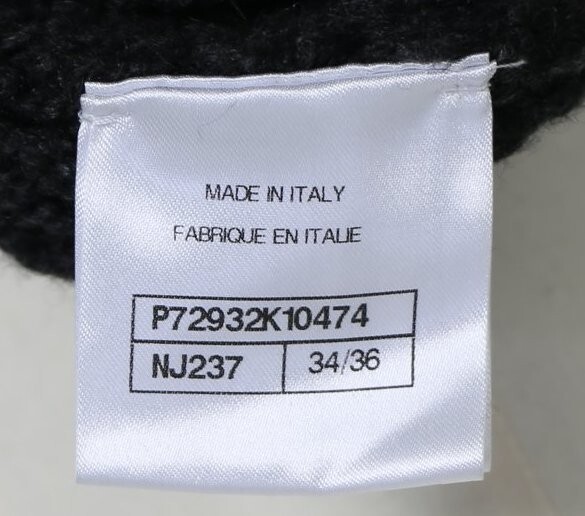 MADE IN ITALY
FABRIQUE EN ITALIE
P72932K10474
NJ237 34/36